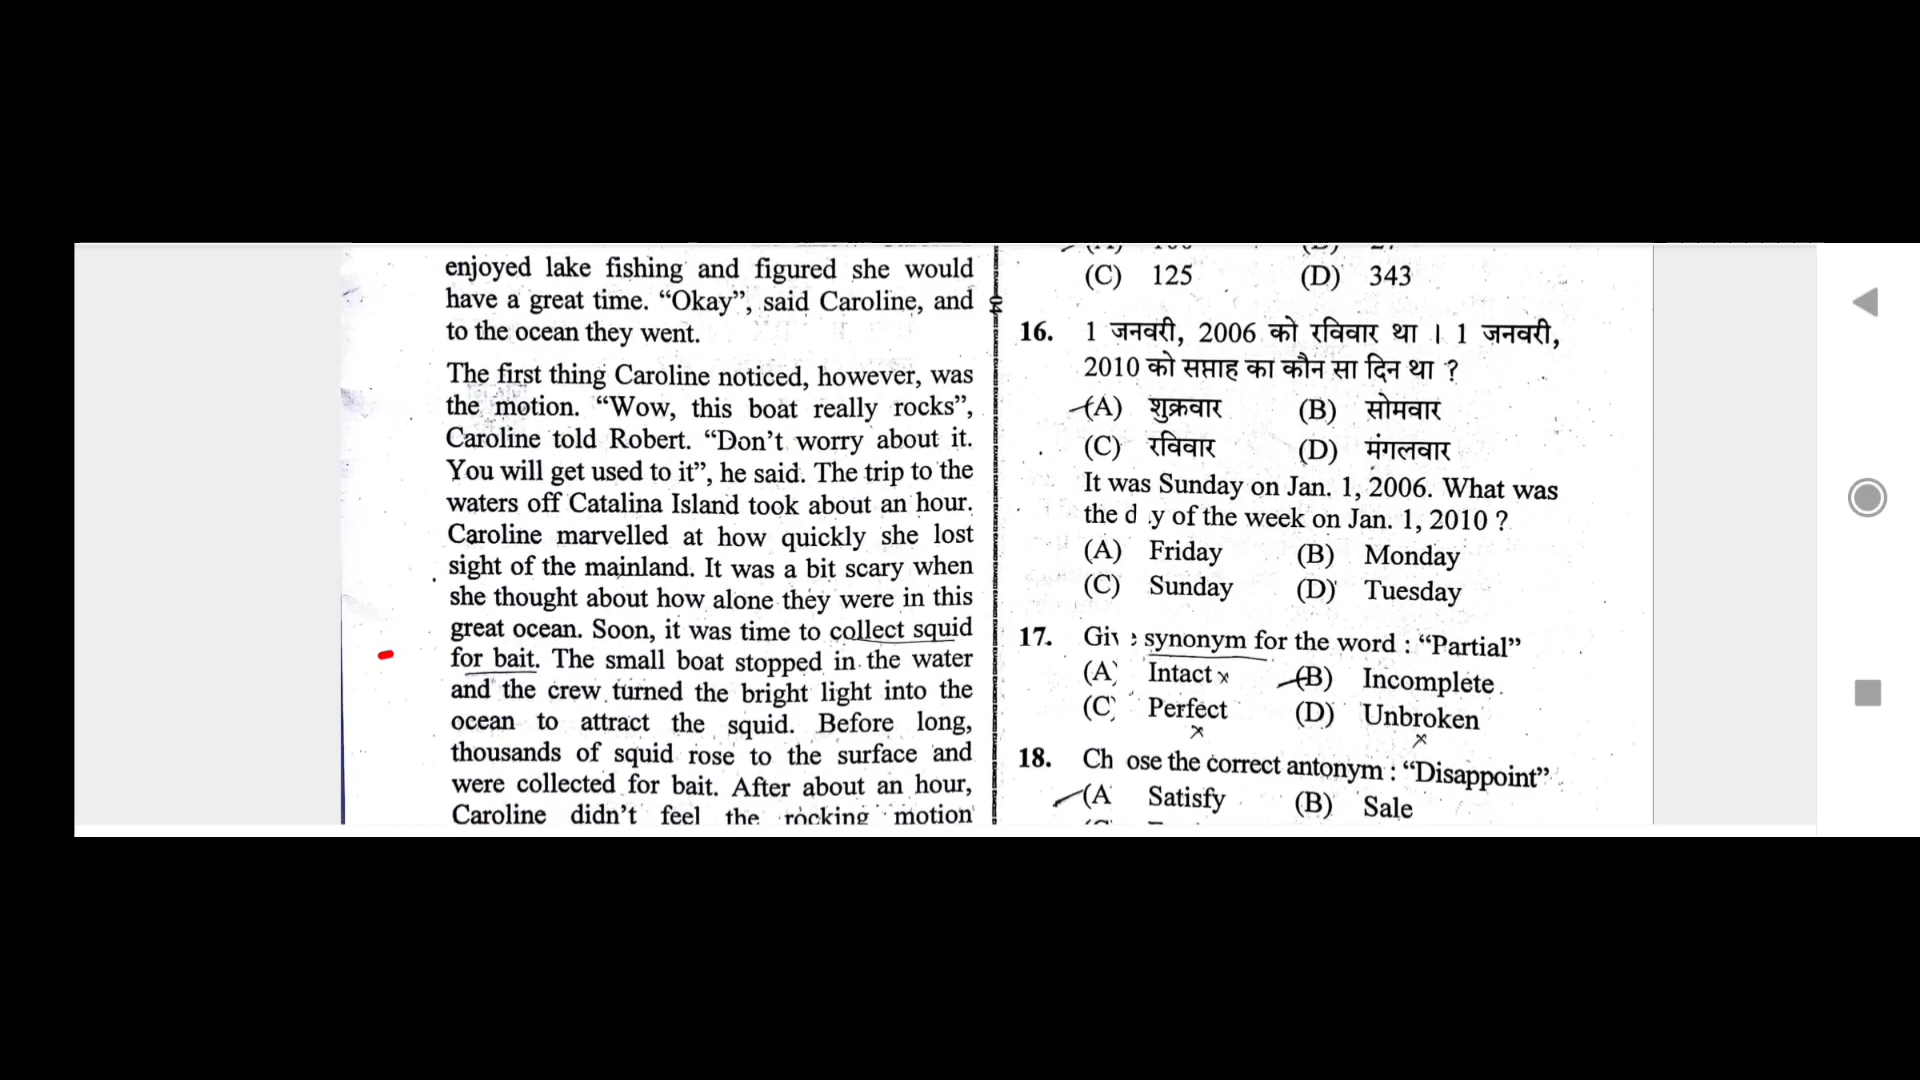 enjoyed lake fishing and figured she would
have a great time. “Okay”, said Caroline, and
to the ocean they went.
The first thing Caroline noticed, however, was
the motion. “Wow, this boat really rocks”,
Caroline told Robert. “Don’t worry about it.
You will get used to it”, he said. The trip to the
waters off Catalina Island took about an hour.
Caroline marvelled at how quickly she lost
sight of the mainland. It was a bit scary when
she thought about how alone they were in this
great ocean. Soon, it was time to collect squid
for bait. The small boat stopped in the water
and the crew turned the bright light into the
ocean to attract the squid. Before long,
thousands of squid rose to the surface and
were collected for bait. After about an hour,
Caroline didn’t feel the rocking motion
(C) 125 (D) 343
16. 1 जनवरी, 2006 को रविवार था । 1 जनवरी,
2010 को सप्ताह का कौन सा दिन था ?
(A) शुक्रवार (B) सोमवार
(C) रविवार (D) मंगलवार
It was Sunday on Jan. 1, 2006. What was
the d y of the week on Jan. 1, 2010 ?
(A) Friday (B) Monday
(C) Sunday (D) Tuesday
17. Giv e synonym for the word : “Partial”
(A) Intact x (B) Incomplete
(C) Perfect (D) Unbroken
x x
18. Ch ose the correct antonym : “Disappoint”
(A Satisfy (B) Sale